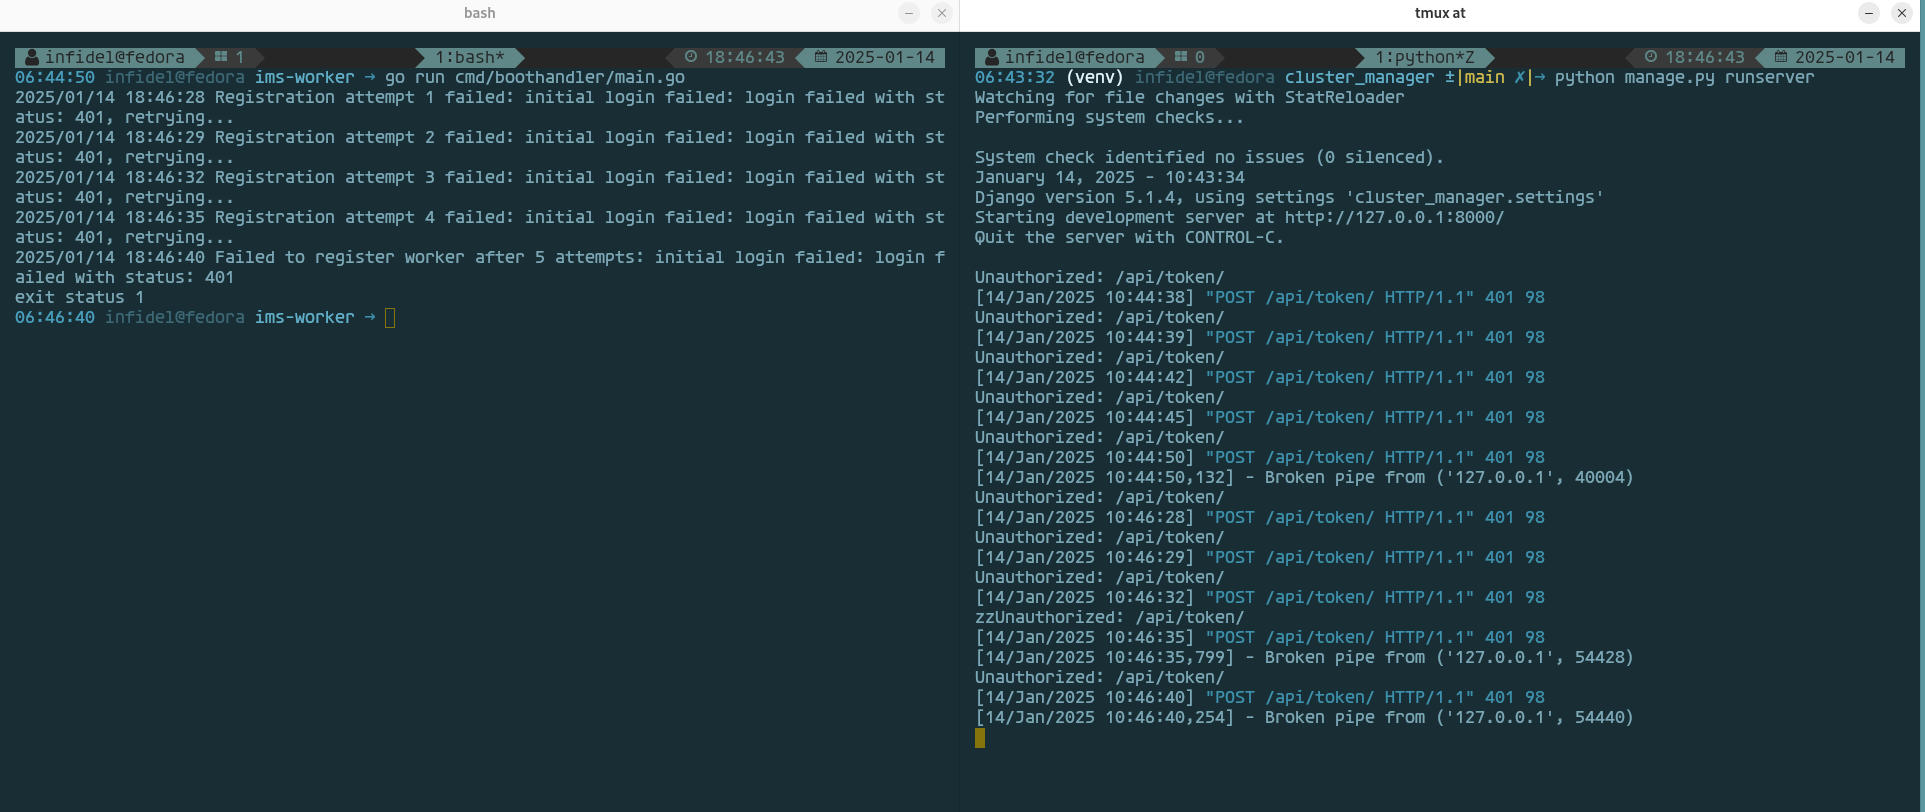 bash
infidel@fedora 1 1:bash* 18:46:43 2025-01-14
06:44:50 infidel@fedora ims-worker → go run cmd/boothandler/main.go
2025/01/14 18:46:28 Registration attempt 1 failed: initial login failed: login failed with st
atus: 401, retrying...
2025/01/14 18:46:29 Registration attempt 2 failed: initial login failed: login failed with st
atus: 401, retrying...
2025/01/14 18:46:32 Registration attempt 3 failed: initial login failed: login failed with st
atus: 401, retrying...
2025/01/14 18:46:35 Registration attempt 4 failed: initial login failed: login failed with st
atus: 401, retrying...
2025/01/14 18:46:40 Failed to register worker after 5 attempts: initial login failed: login f
ailed with status: 401
exit status 1
06:46:40 infidel@fedora ims-worker →
tmux at
infidel@fedora 0 1:python*Z 18:46:43 2025-01-14
06:43:32 (venv) infidel@fedora cluster_manager ±|main ✗|→ python manage.py runserver
Watching for file changes with StatReloader
Performing system checks...
System check identified no issues (0 silenced).
January 14, 2025 - 10:43:34
Django version 5.1.4, using settings 'cluster_manager.settings'
Starting development server at http://127.0.0.1:8000/
Quit the server with CONTROL-C.
Unauthorized: /api/token/
[14/Jan/2025 10:44:38] "POST /api/token/ HTTP/1.1" 401 98
Unauthorized: /api/token/
[14/Jan/2025 10:44:39] "POST /api/token/ HTTP/1.1" 401 98
Unauthorized: /api/token/
[14/Jan/2025 10:44:42] "POST /api/token/ HTTP/1.1" 401 98
Unauthorized: /api/token/
[14/Jan/2025 10:44:45] "POST /api/token/ HTTP/1.1" 401 98
Unauthorized: /api/token/
[14/Jan/2025 10:44:50] "POST /api/token/ HTTP/1.1" 401 98
[14/Jan/2025 10:44:50,132] - Broken pipe from ('127.0.0.1', 40004)
Unauthorized: /api/token/
[14/Jan/2025 10:46:28] "POST /api/token/ HTTP/1.1" 401 98
Unauthorized: /api/token/
[14/Jan/2025 10:46:29] "POST /api/token/ HTTP/1.1" 401 98
Unauthorized: /api/token/
[14/Jan/2025 10:46:32] "POST /api/token/ HTTP/1.1" 401 98
zzUnauthorized: /api/token/
[14/Jan/2025 10:46:35] "POST /api/token/ HTTP/1.1" 401 98
[14/Jan/2025 10:46:35,799] - Broken pipe from ('127.0.0.1', 54428)
Unauthorized: /api/token/
[14/Jan/2025 10:46:40] "POST /api/token/ HTTP/1.1" 401 98
[14/Jan/2025 10:46:40,254] - Broken pipe from ('127.0.0.1', 54440)